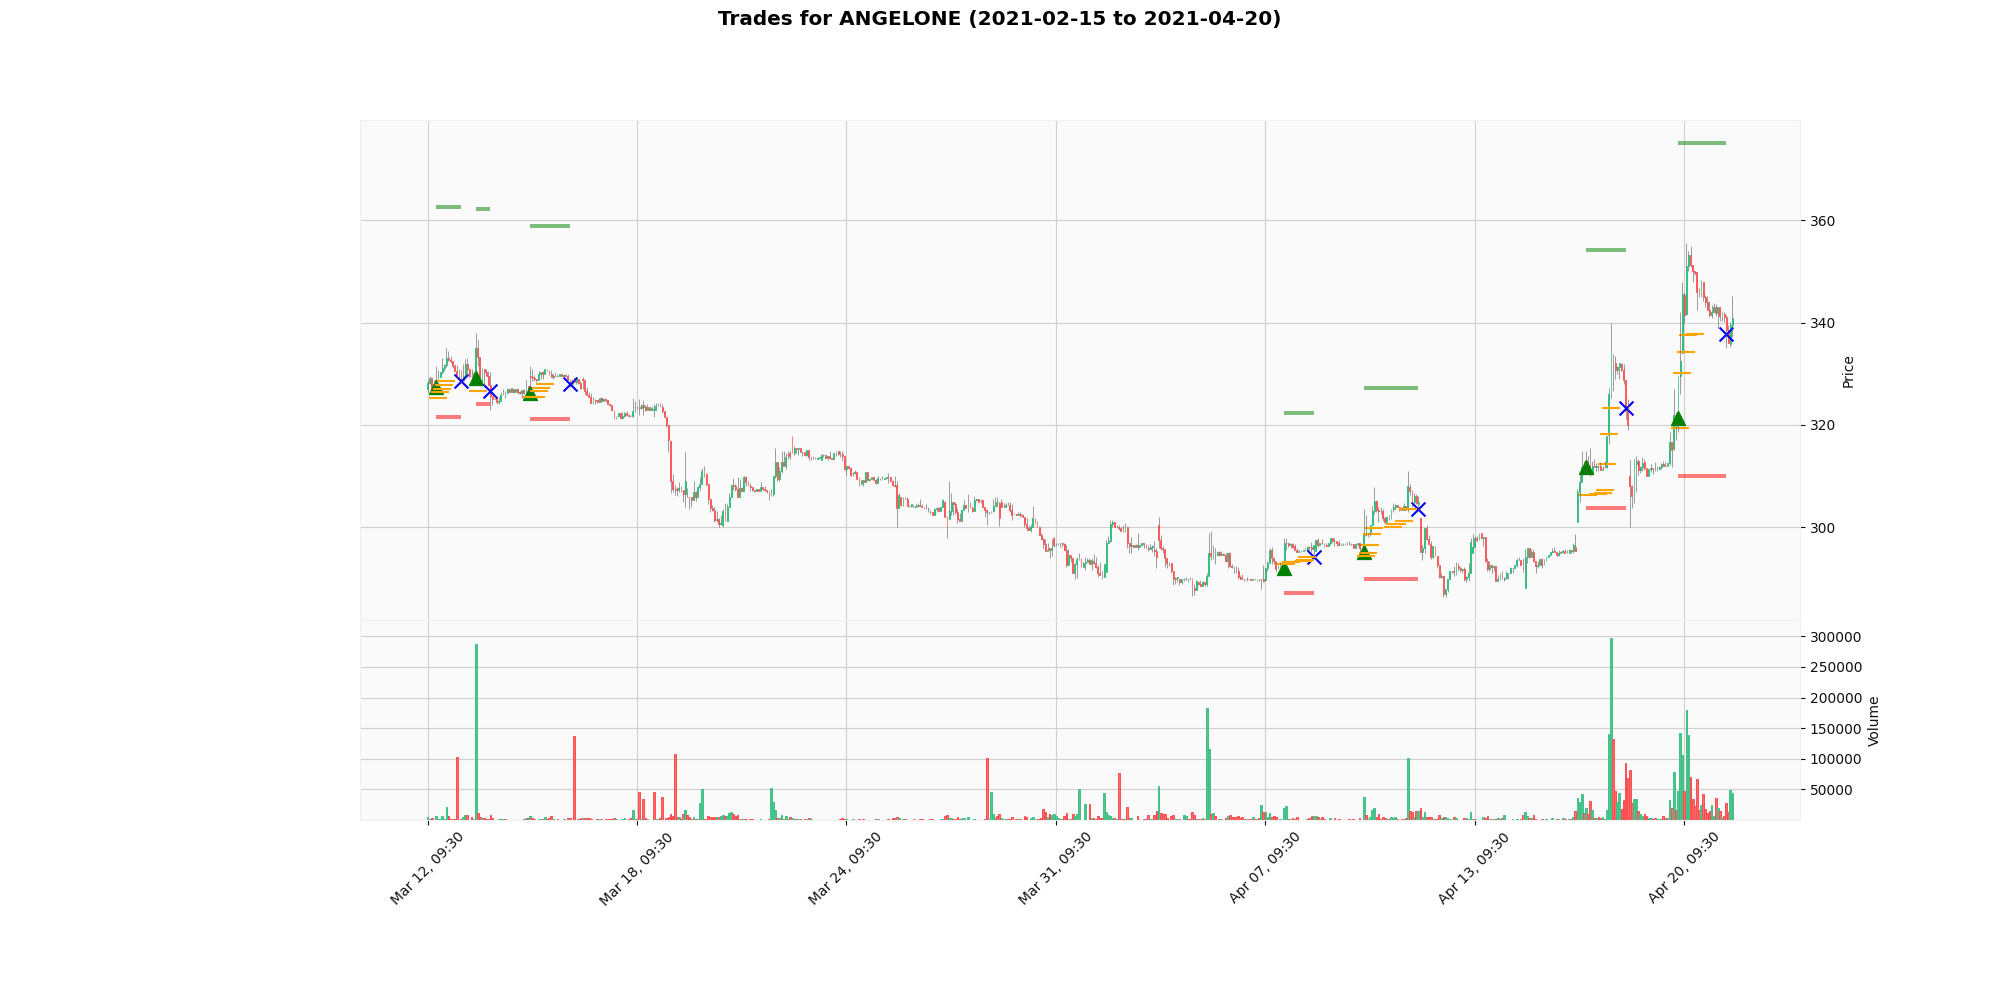 Trades for ANGELONE (2021-02-15 to 2021-04-20)
360
340
320
300
Price
300000
250000
200000
150000
100000
50000
Volume
Mar 12, 09:30
Mar 18, 09:30
Mar 24, 09:30
Mar 31, 09:30
Apr 07, 09:30
Apr 13, 09:30
Apr 20, 09:30